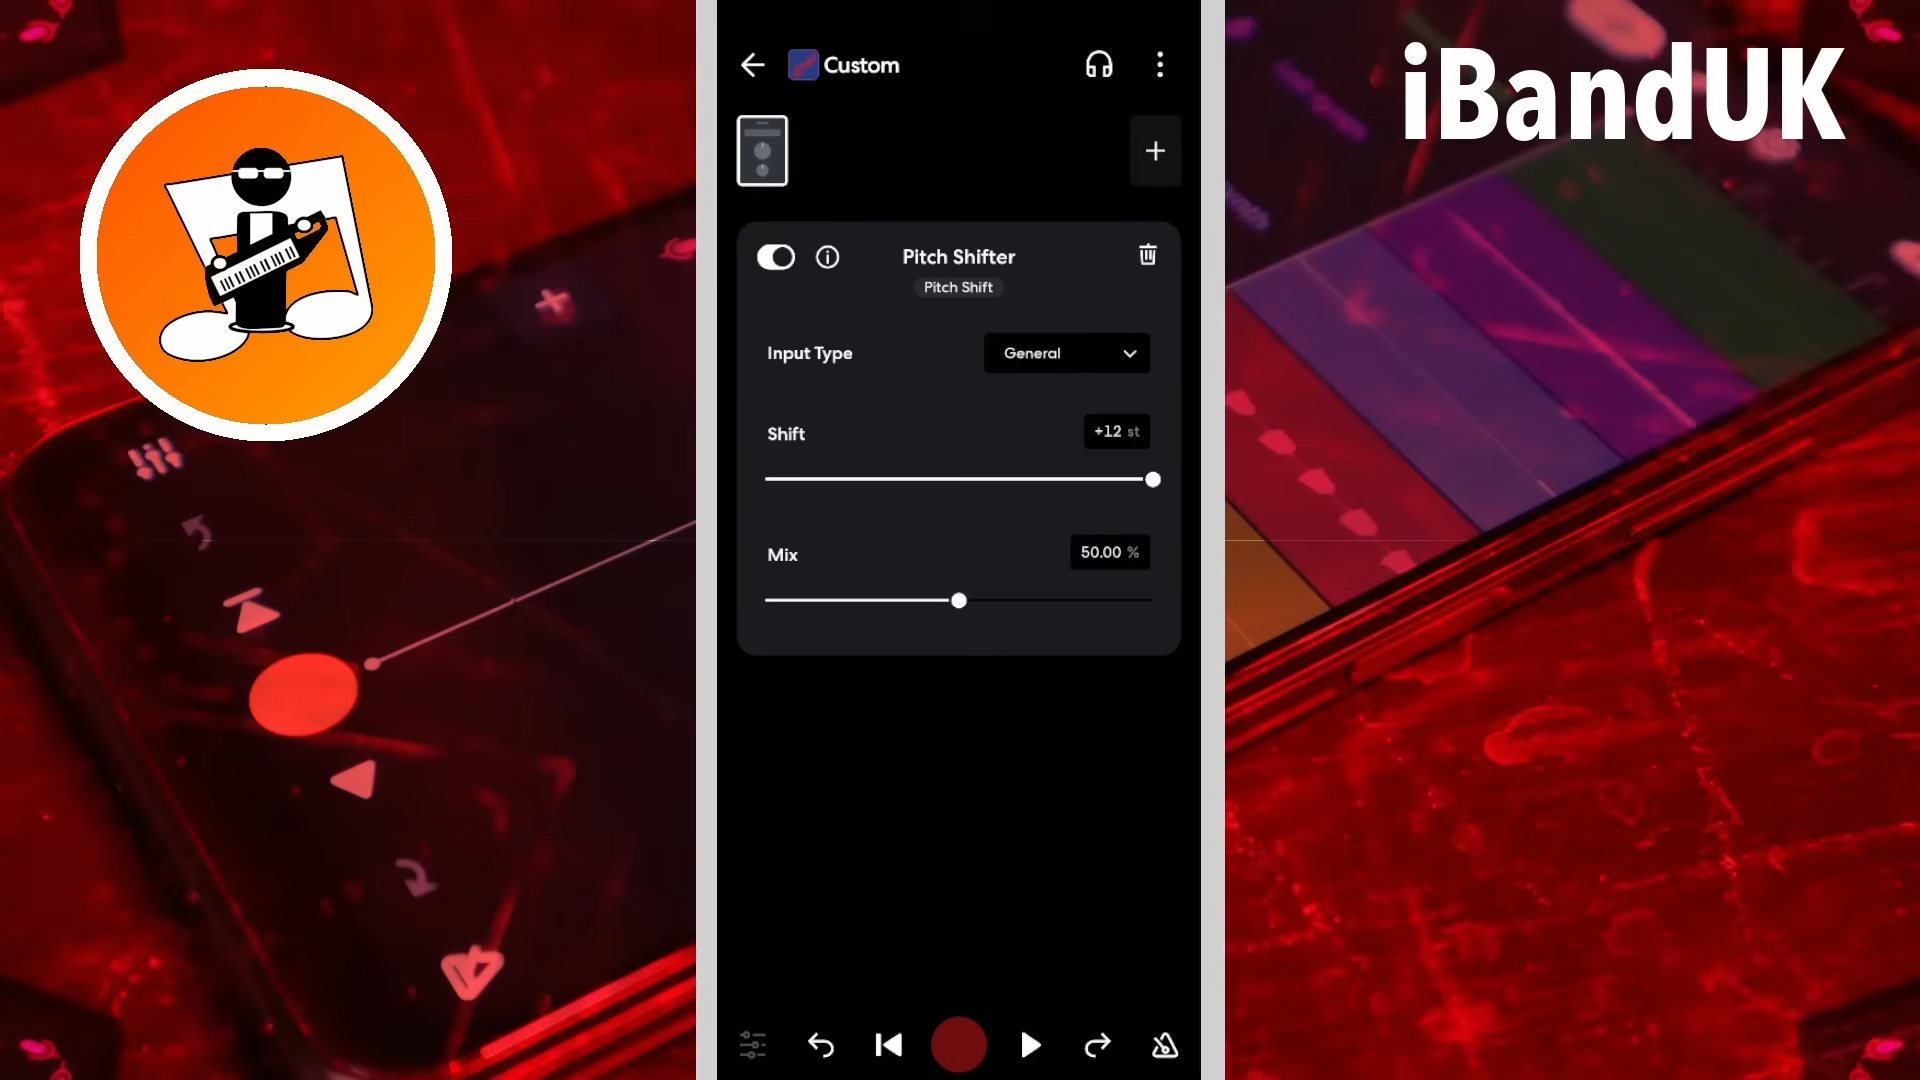 iBandUK
Custom
Pitch Shifter
Pitch Shift
Input Type
General
Shift
+12 st
Mix
50.00 %